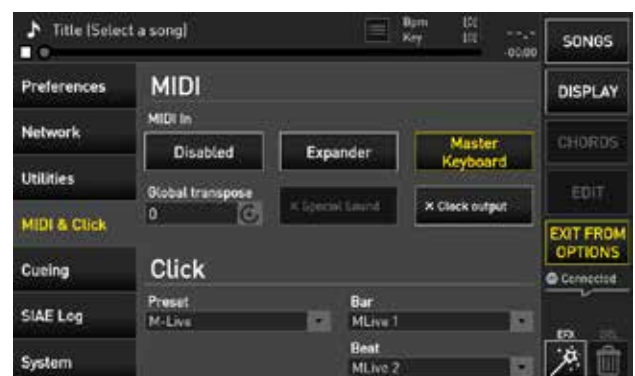 Title (Select a song)
Bpm
Key
--.-
-00:00
SONGS
Preferences
MIDI
DISPLAY
MIDI In
Network
Disabled
Expander
Master Keyboard
CHORDS
Utilities
Global transpose
0
× Special Sound
× Clock output
EDIT
MIDI & Click
EXIT FROM OPTIONS
Cueing
Click
Connected
Preset
Bar
SIAE Log
M-Live
MLive 1
EFX
DEL
Beat
System
MLive 2